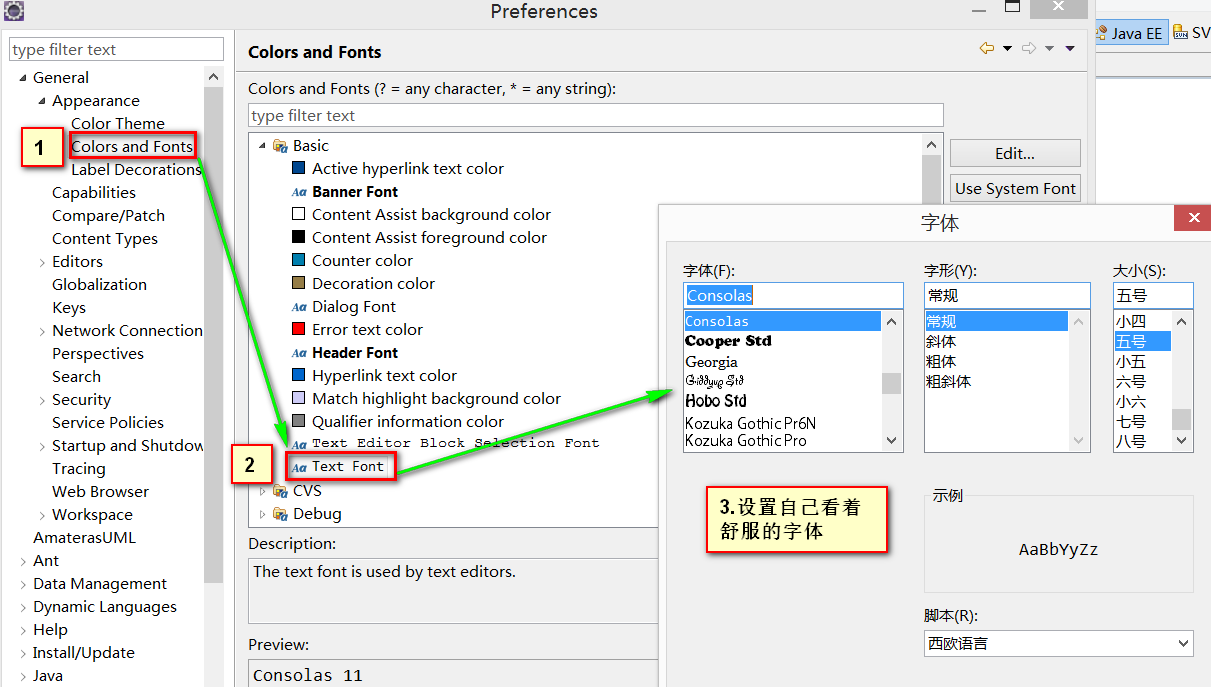 Preferences
Java EE
SV
type filter text
General
Appearance
Color Theme
1
Colors and Fonts
Label Decorations
Capabilities
Compare/Patch
Content Types
Editors
Globalization
Keys
Network Connection
Perspectives
Search
Security
Service Policies
Startup and Shutdow
Tracing
Web Browser
Workspace
AmaterasUML
Ant
Data Management
Dynamic Languages
Help
Install/Update
Java
Colors and Fonts
Colors and Fonts (? = any character, * = any string):
type filter text
Basic
Active hyperlink text color
Aa Banner Font
Content Assist background color
Content Assist foreground color
Counter color
Decoration color
Aa Dialog Font
Error text color
Aa Header Font
Hyperlink text color
Match highlight background color
Qualifier information color
Aa Text Editor Block Selection Font
2
Aa Text Font
CVS
Debug
Edit...
Use System Font
Description:
The text font is used by text editors.
Preview:
Consolas 11
字体
字体(F):
Consolas
Consolas
Cooper Std
Georgia
Giddyup Std
Hobo Std
Kozuka Gothic Pr6N
Kozuka Gothic Pro
字形(Y):
常规
常规
斜体
粗体
粗斜体
大小(S):
五号
小四
五号
小五
六号
小六
七号
八号
3.设置自己看着
舒服的字体
示例
AaBbYyZz
脚本(R):
西欧语言